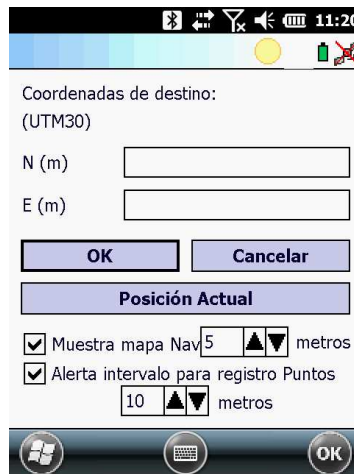 11:20
Coordenadas de destino:
(UTM30)
N (m)
E (m)
OK Cancelar
Posición Actual
Muestra mapa Nav 5 metros
Alerta intervalo para registro Puntos
10 metros
OK